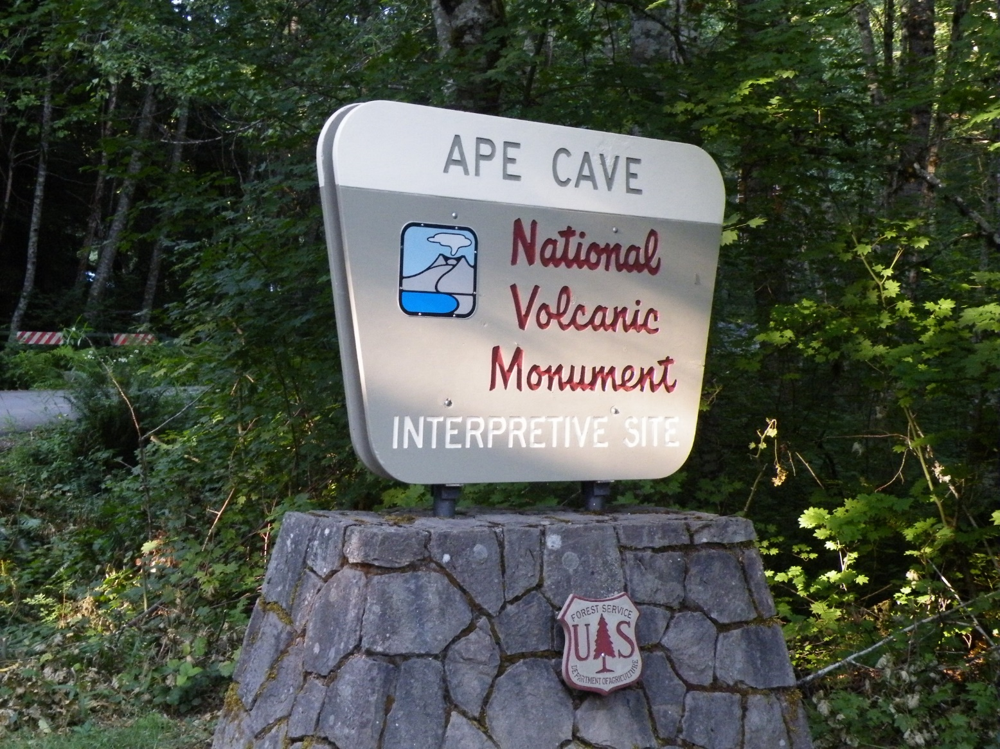 APE CAVE
National
Volcanic
Monument
INTERPRETIVE SITE
FOREST SERVICE
U S
DEPARTMENT OF AGRICULTURE